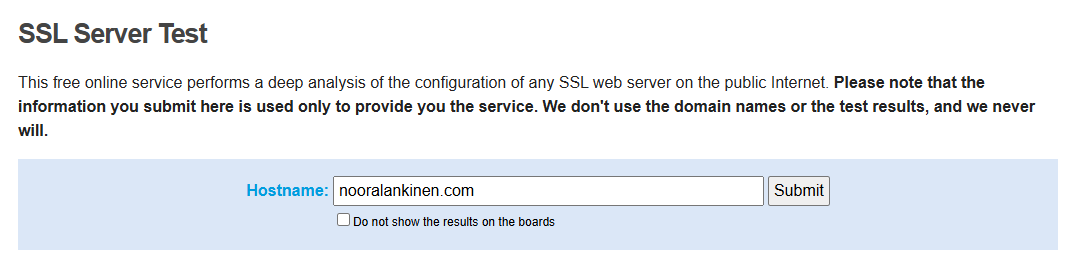 SSL Server Test
This free online service performs a deep analysis of the configuration of any SSL web server on the public Internet. Please note that the
information you submit here is used only to provide you the service. We don't use the domain names or the test results, and we never
will.
Hostname: nooralankinen.com Submit
Do not show the results on the boards